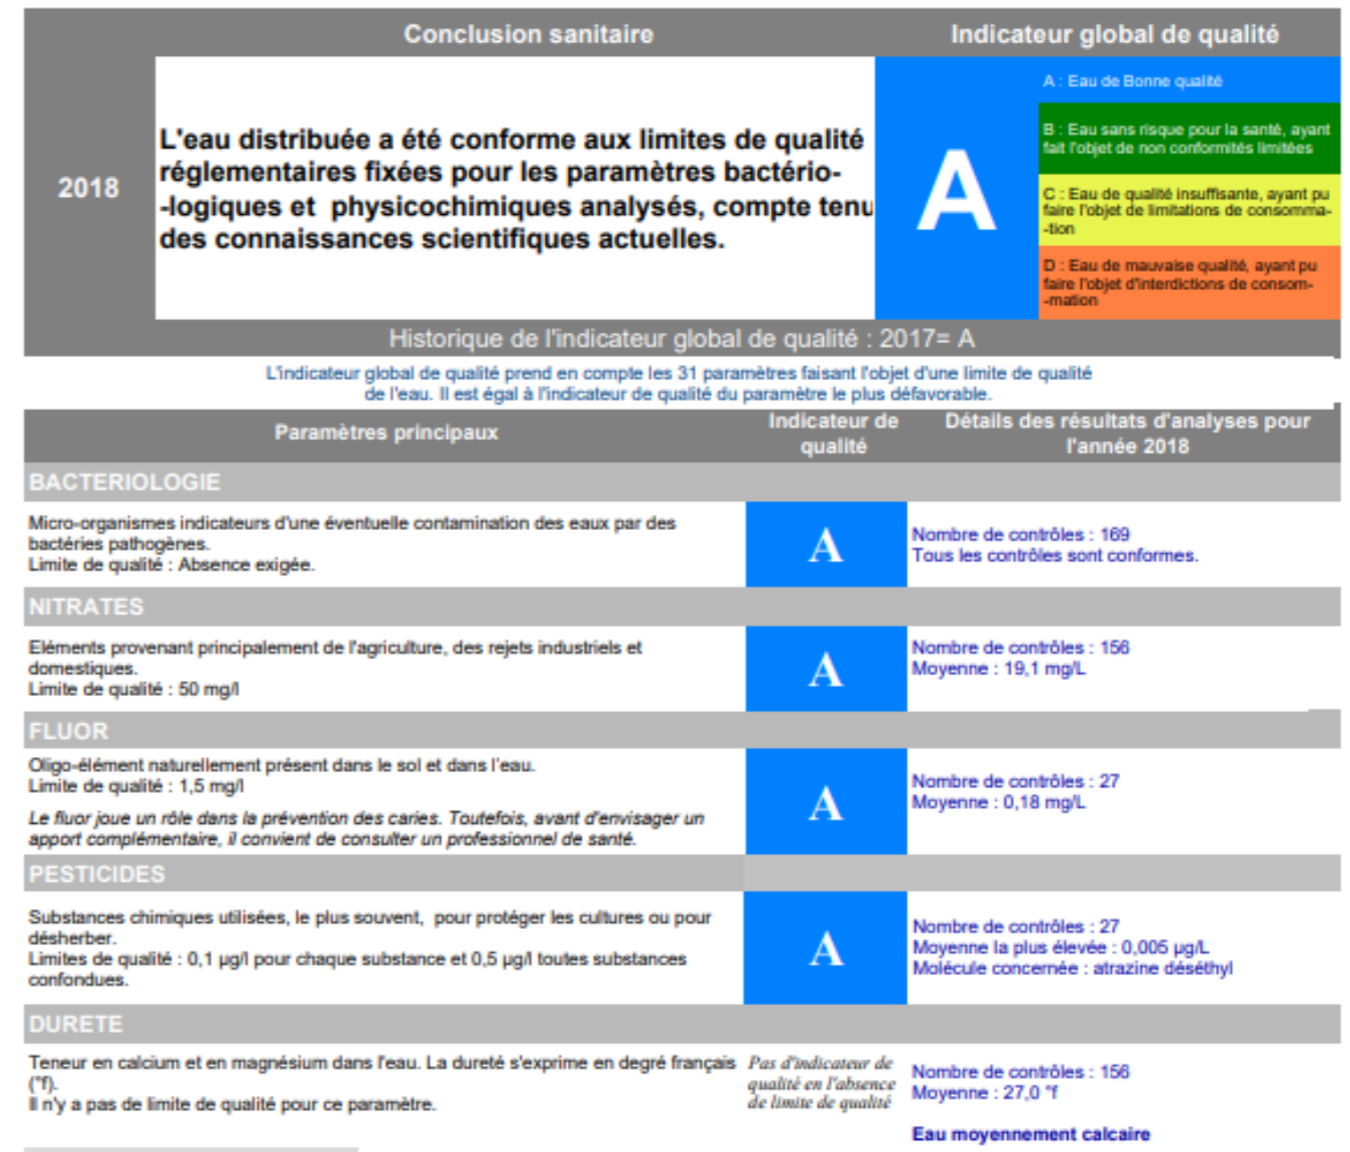 Conclusion sanitaire
Indicateur global de qualité
2018
L'eau distribuée a été conforme aux limites de qualité
réglementaires fixées pour les paramètres bactério-
-logiques et physicochimiques analysés, compte tenu
des connaissances scientifiques actuelles.
A
A : Eau de Bonne qualité
B : Eau sans risque pour la santé, ayant
fait l'objet de non conformités limitées
C : Eau de qualité insuffisante, ayant pu
faire l'objet de limitations de consomma-
-tion
D : Eau de mauvaise qualité, ayant pu
faire l'objet d'interdictions de consom-
-mation
Historique de l'indicateur global de qualité : 2017= A
L'indicateur global de qualité prend en compte les 31 paramètres faisant l'objet d'une limite de qualité
de l'eau. Il est égal à l'indicateur de qualité du paramètre le plus défavorable.
Paramètres principaux
Indicateur de
qualité
Détails des résultats d'analyses pour
l'année 2018
BACTERIOLOGIE
Micro-organismes indicateurs d'une éventuelle contamination des eaux par des
bactéries pathogènes.
Limite de qualité : Absence exigée.
A
Nombre de contrôles : 169
Tous les contrôles sont conformes.
NITRATES
Eléments provenant principalement de l'agriculture, des rejets industriels et
domestiques.
Limite de qualité : 50 mg/l
A
Nombre de contrôles : 156
Moyenne : 19,1 mg/L
FLUOR
Oligo-élément naturellement présent dans le sol et dans l'eau.
Limite de qualité : 1,5 mg/l
Le fluor joue un rôle dans la prévention des caries. Toutefois, avant d'envisager un
apport complémentaire, il convient de consulter un professionnel de santé.
A
Nombre de contrôles : 27
Moyenne : 0,18 mg/L
PESTICIDES
Substances chimiques utilisées, le plus souvent, pour protéger les cultures ou pour
désherber.
Limites de qualité : 0,1 µg/l pour chaque substance et 0,5 µg/l toutes substances
confondues.
A
Nombre de contrôles : 27
Moyenne la plus élevée : 0,005 µg/L
Molécule concernée : atrazine déséthyl
DURETE
Teneur en calcium et en magnésium dans l'eau. La dureté s'exprime en degré français
(°f).
Il n'y a pas de limite de qualité pour ce paramètre.
Pas d'indicateur de
qualité en l'absence
de limite de qualité
Nombre de contrôles : 156
Moyenne : 27,0 °f
Eau moyennement calcaire